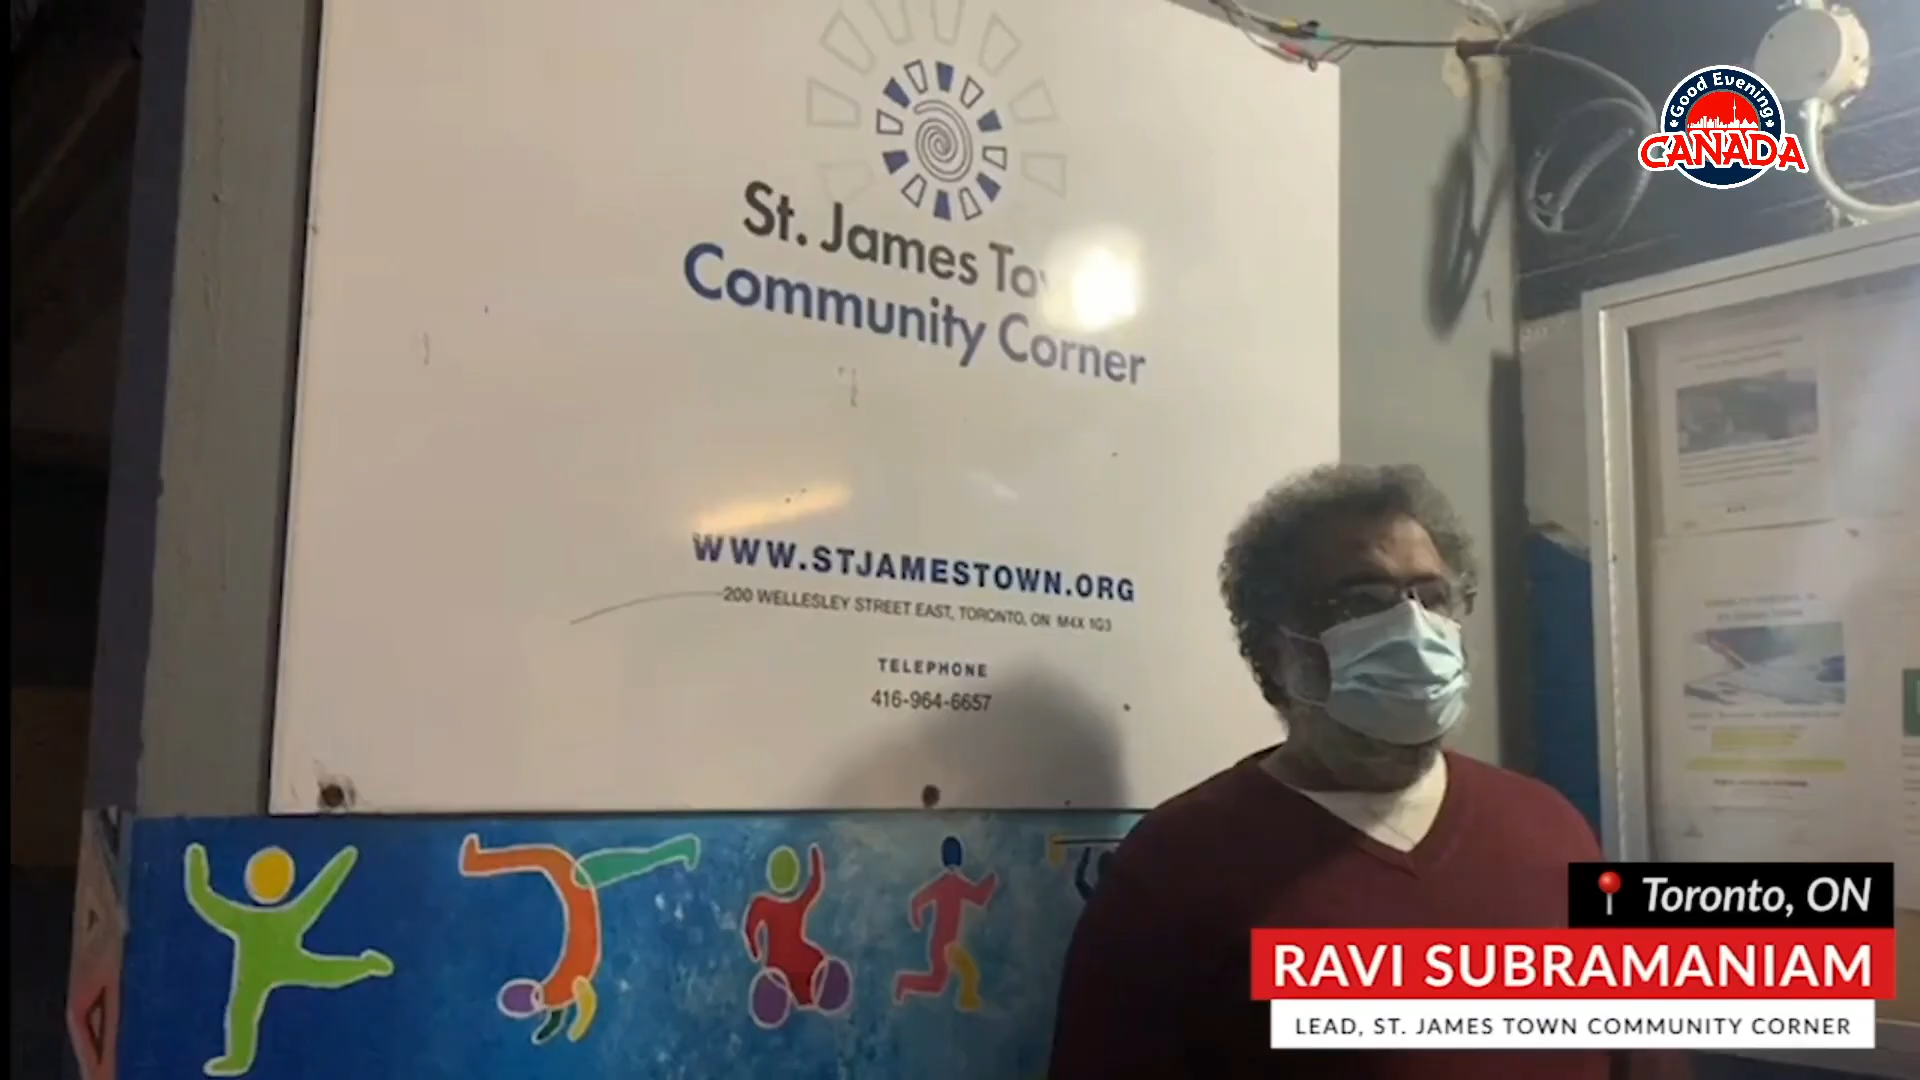 Good Evening
CANADA
St. James To
Community Corner
WWW.STJAMESTOWN.ORG
200 WELLESLEY STREET EAST, TORONTO, ON M4X 1G3
TELEPHONE
416-964-6657
Toronto, ON
RAVI SUBRAMANIAM
LEAD, ST. JAMES TOWN COMMUNITY CORNER